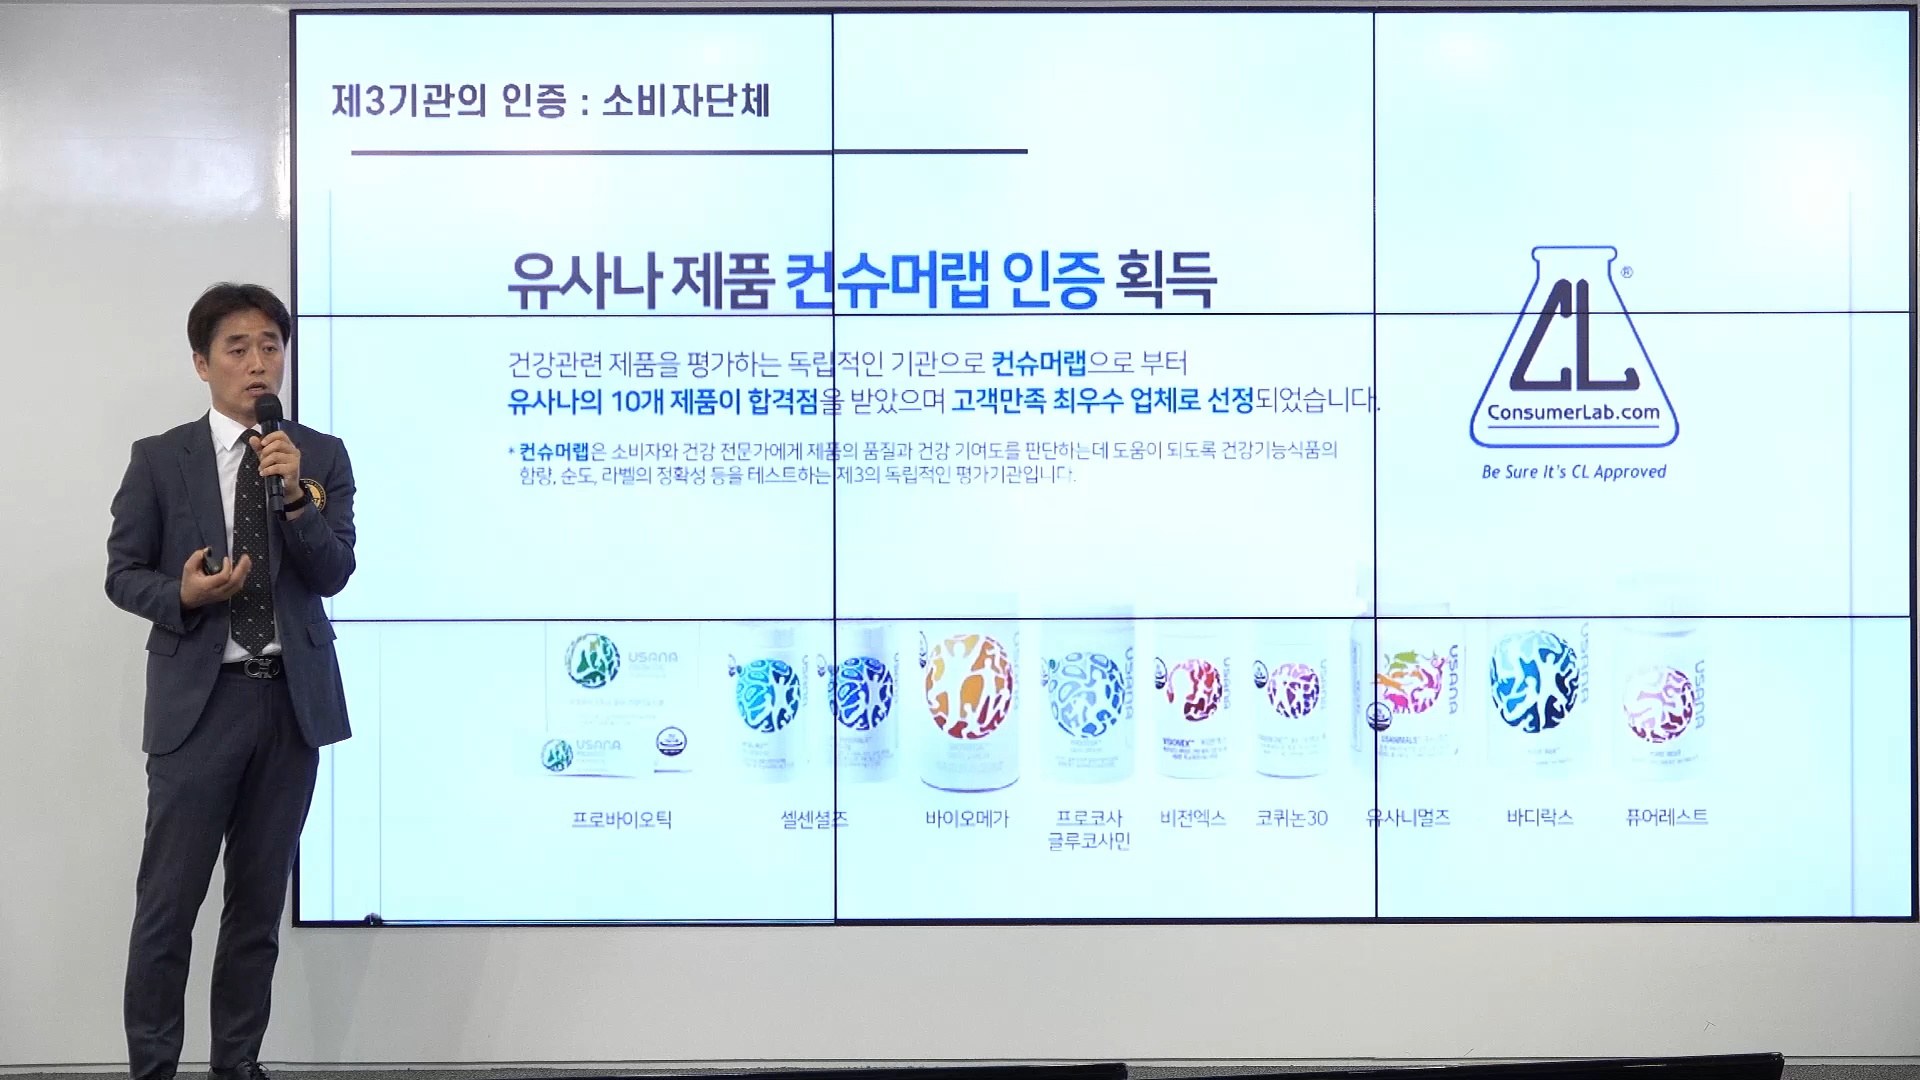 제3기관의 인증 : 소비자단체
유사나 제품 컨슈머랩 인증 획득
건강관련 제품을 평가하는 독립적인 기관으로 컨슈머랩으로 부터
유사나의 10개 제품이 합격점을 받았으며 고객만족 최우수 업체로 선정되었습니다.
* 컨슈머랩은 소비자와 건강 전문가에게 제품의 품질과 건강 기여도를 판단하는데 도움이 되도록 건강기능식품의
함량, 순도, 라벨의 정확성 등을 테스트하는 제3의 독립적인 평가기관입니다.
CL
®
ConsumerLab.com
Be Sure It's CL Approved
USANA
USANA
USANA
USANA
USANA
USANA
프로바이오틱
셀센셜즈
바이오메가
프로코사
글루코사민
비전엑스
코퀴논30
유사니멀즈
바디락스
퓨어레스트